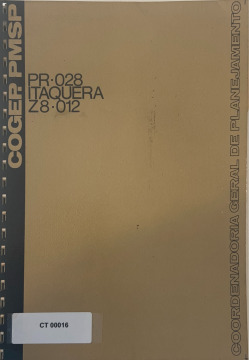 COGEP PMSP
PR·028
ITAQUERA
Z8·012
COORDENADORIA GERAL DE PLANEJAMENTO
CT 00016